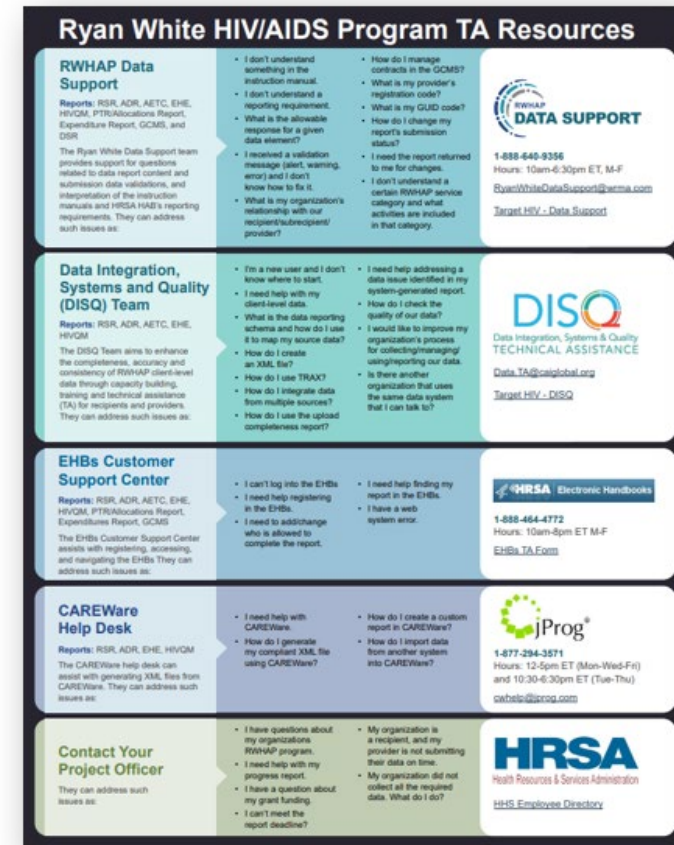 Ryan White HIV/AIDS Program TA Resources
RWHAP Data
Support
Reports: RSR, ADR, AETC, EHE,
HIVQM, PTR/Allocations Report,
Expenditure Report, GCMS, and
DSR
The Ryan White Data Support team
provides support for questions
related to data report content and
submission data validations, and
interpretation of the instruction
manuals and HRSA HAB's reporting
requirements. They can address
such issues as:
• I don't understand
something in the
instruction manual.
• I don't understand a
reporting requirement.
• What is the allowable
response for a given
data element?
• I received a validation
message (alert, warning,
error) and I don't
know how to fix it.
• What is my organization's
relationship with our
recipient/subrecipient/
provider?
• How do I manage
contracts in the GCMS?
• What is my provider's
registration code?
• What is my GUID code?
• How do I change my
report's submission
status?
• I need the report returned
to me for changes.
• I don't understand a
certain RWHAP service
category and what
activities are included
in that category.
RWHAP
DATA SUPPORT
1-888-640-9356
Hours: 10am-6:30pm ET, M-F
RyanWhiteDataSupport@wrma.com
Target HIV - Data Support
Data Integration,
Systems and Quality
(DISQ) Team
Reports: RSR, ADR, AETC, EHE,
HIVQM
The DISQ Team aims to enhance
the completeness, accuracy and
consistency of RWHAP client-level
data through capacity building,
training and technical assistance
(TA) for recipients and providers.
They can address such issues as:
• I'm a new user and I don't
know where to start.
• I need help with my
client-level data.
• What is the data reporting
schema and how do I use
it to map my source data?
• How do I create
an XML file?
• How do I use TRAX?
• How do I integrate data
from multiple sources?
• How do I use the upload
completeness report?
• I need help addressing a
data issue identified in my
system-generated report.
• How do I check the
quality of our data?
• I would like to improve my
organization's process
for collecting/managing/
using/reporting our data.
• Is there another
organization that uses
the same data system
that I can talk to?
DISQ
Data Integration, Systems & Quality
TECHNICAL ASSISTANCE
Data.TA@caiglobal.org
Target HIV - DISQ
EHBs Customer
Support Center
Reports: RSR, ADR, AETC, EHE,
HIVQM, PTR/Allocations Report,
Expenditures Report, GCMS
The EHBs Customer Support Center
assists with registering, accessing,
and navigating the EHBs They can
address such issues as:
• I can't log into the EHBs
• I need help registering
in the EHBs.
• I need to add/change
who is allowed to
complete the report.
• I need help finding my
report in the EHBs.
• I have a web
system error.
HRSA Electronic Handbooks
1-888-464-4772
Hours: 10am-8pm ET M-F
EHBs TA Form
CAREWare
Help Desk
Reports: RSR, ADR, EHE, HIVQM
The CAREWare help desk can
assist with generating XML files from
CAREWare. They can address such
issues as:
• I need help with
CAREWare.
• How do I generate
my compliant XML file
using CAREWare?
• How do I create a custom
report in CAREWare?
• How do I import data
from another system
into CAREWare?
jProg®
1-877-294-3571
Hours: 12-5pm ET (Mon-Wed-Fri)
and 10:30-6:30pm ET (Tue-Thu)
cwhelp@jprog.com
Contact Your
Project Officer
They can address such
issues as:
• I have questions about
my organizations
RWHAP program.
• I need help with my
progress report.
• I have a question about
my grant funding.
• I can't meet the
report deadline?
• My organization is
a recipient, and my
provider is not submitting
their data on time.
• My organization did not
collect all the required
data. What do I do?
HRSA
Health Resources & Services Administration
HHS Employee Directory